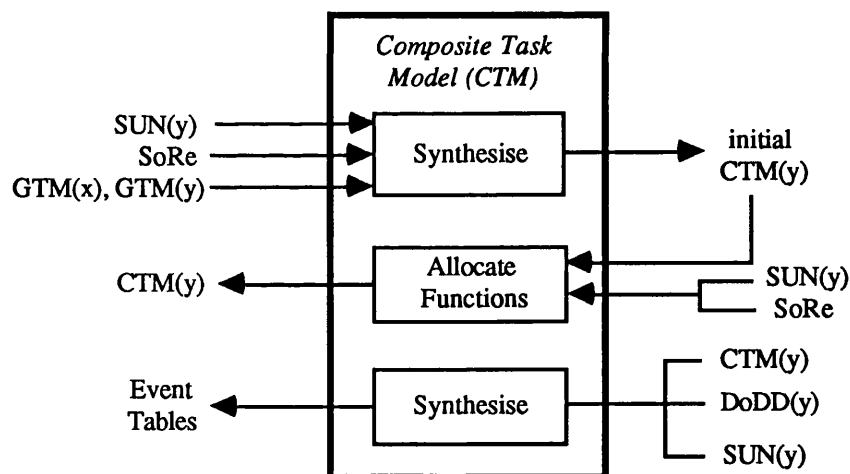 Composite Task
Model (CTM)
SUN(y)
SoRe
GTM(x), GTM(y)
Synthesise
initial
CTM(y)
CTM(y)
Allocate
Functions
SUN(y)
SoRe
Event
Tables
Synthesise
CTM(y)
DoDD(y)
SUN(y)